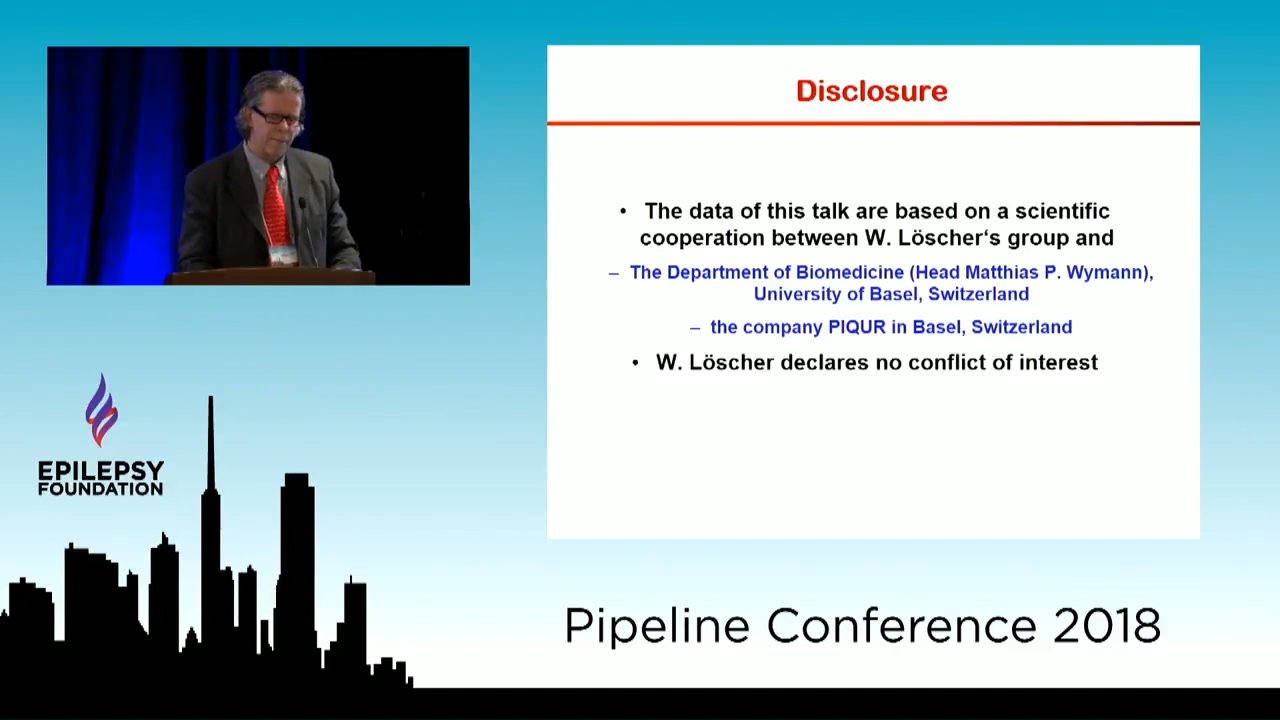 Disclosure
• The data of this talk are based on a scientific
cooperation between W. Löscher‘s group and
– The Department of Biomedicine (Head Matthias P. Wymann),
University of Basel, Switzerland
– the company PIQUR in Basel, Switzerland
• W. Löscher declares no conflict of interest
EPILEPSY
FOUNDATION
Pipeline Conference 2018